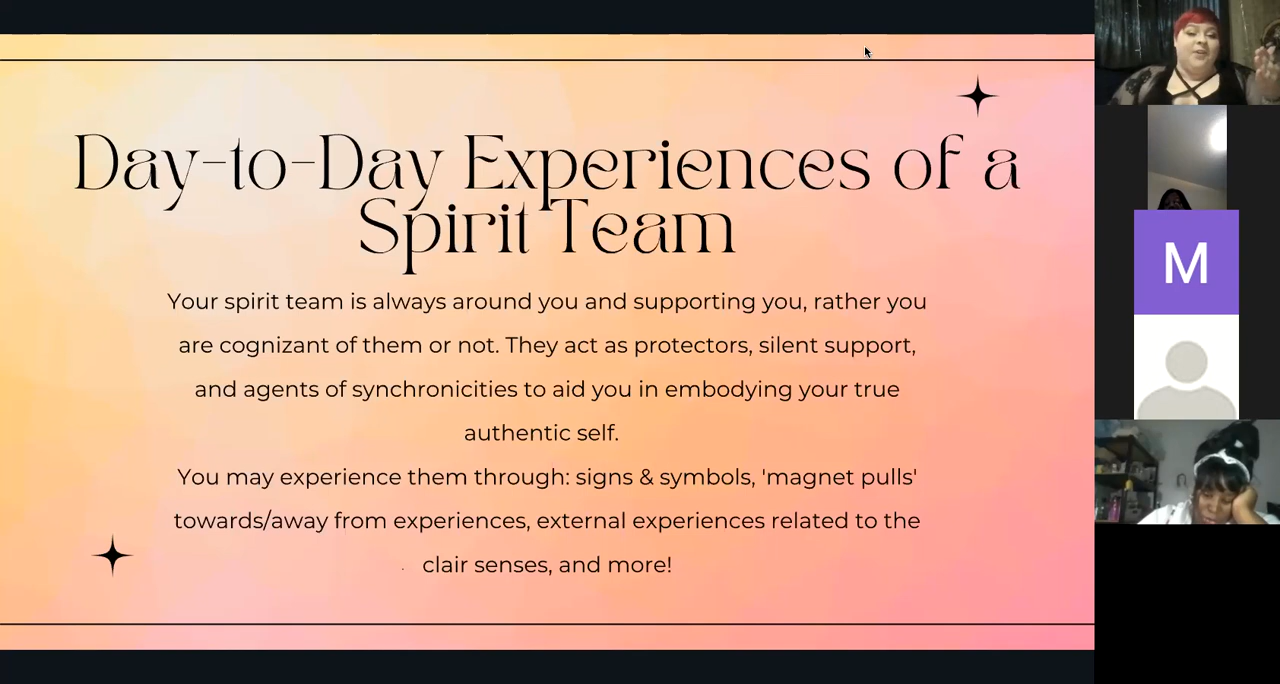 Day-to-Day Experiences of a
Spirit Team
Your spirit team is always around you and supporting you, rather you
are cognizant of them or not. They act as protectors, silent support,
and agents of synchronicities to aid you in embodying your true
authentic self.
You may experience them through: signs & symbols, 'magnet pulls'
towards/away from experiences, external experiences related to the
clair senses, and more!
M